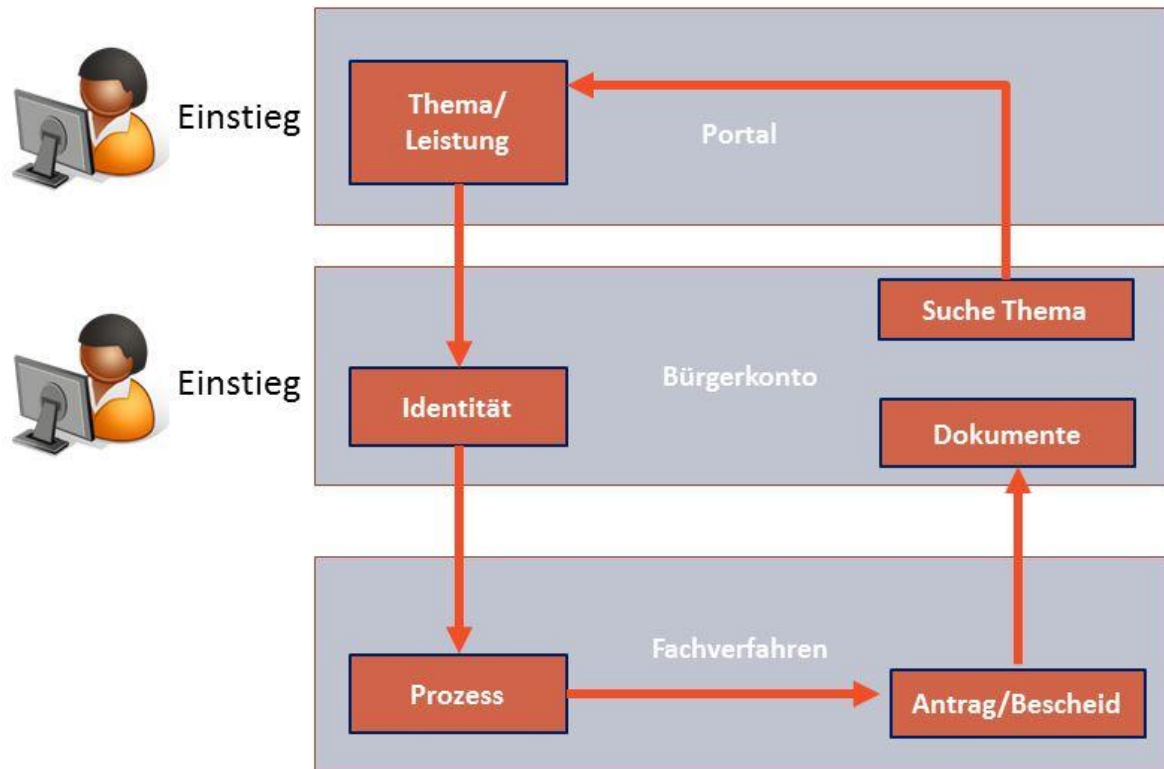 Einstieg
Thema/
Leistung
Portal
Suche Thema
Einstieg
Bürgerkonto
Identität
Dokumente
Fachverfahren
Prozess
Antrag/Bescheid